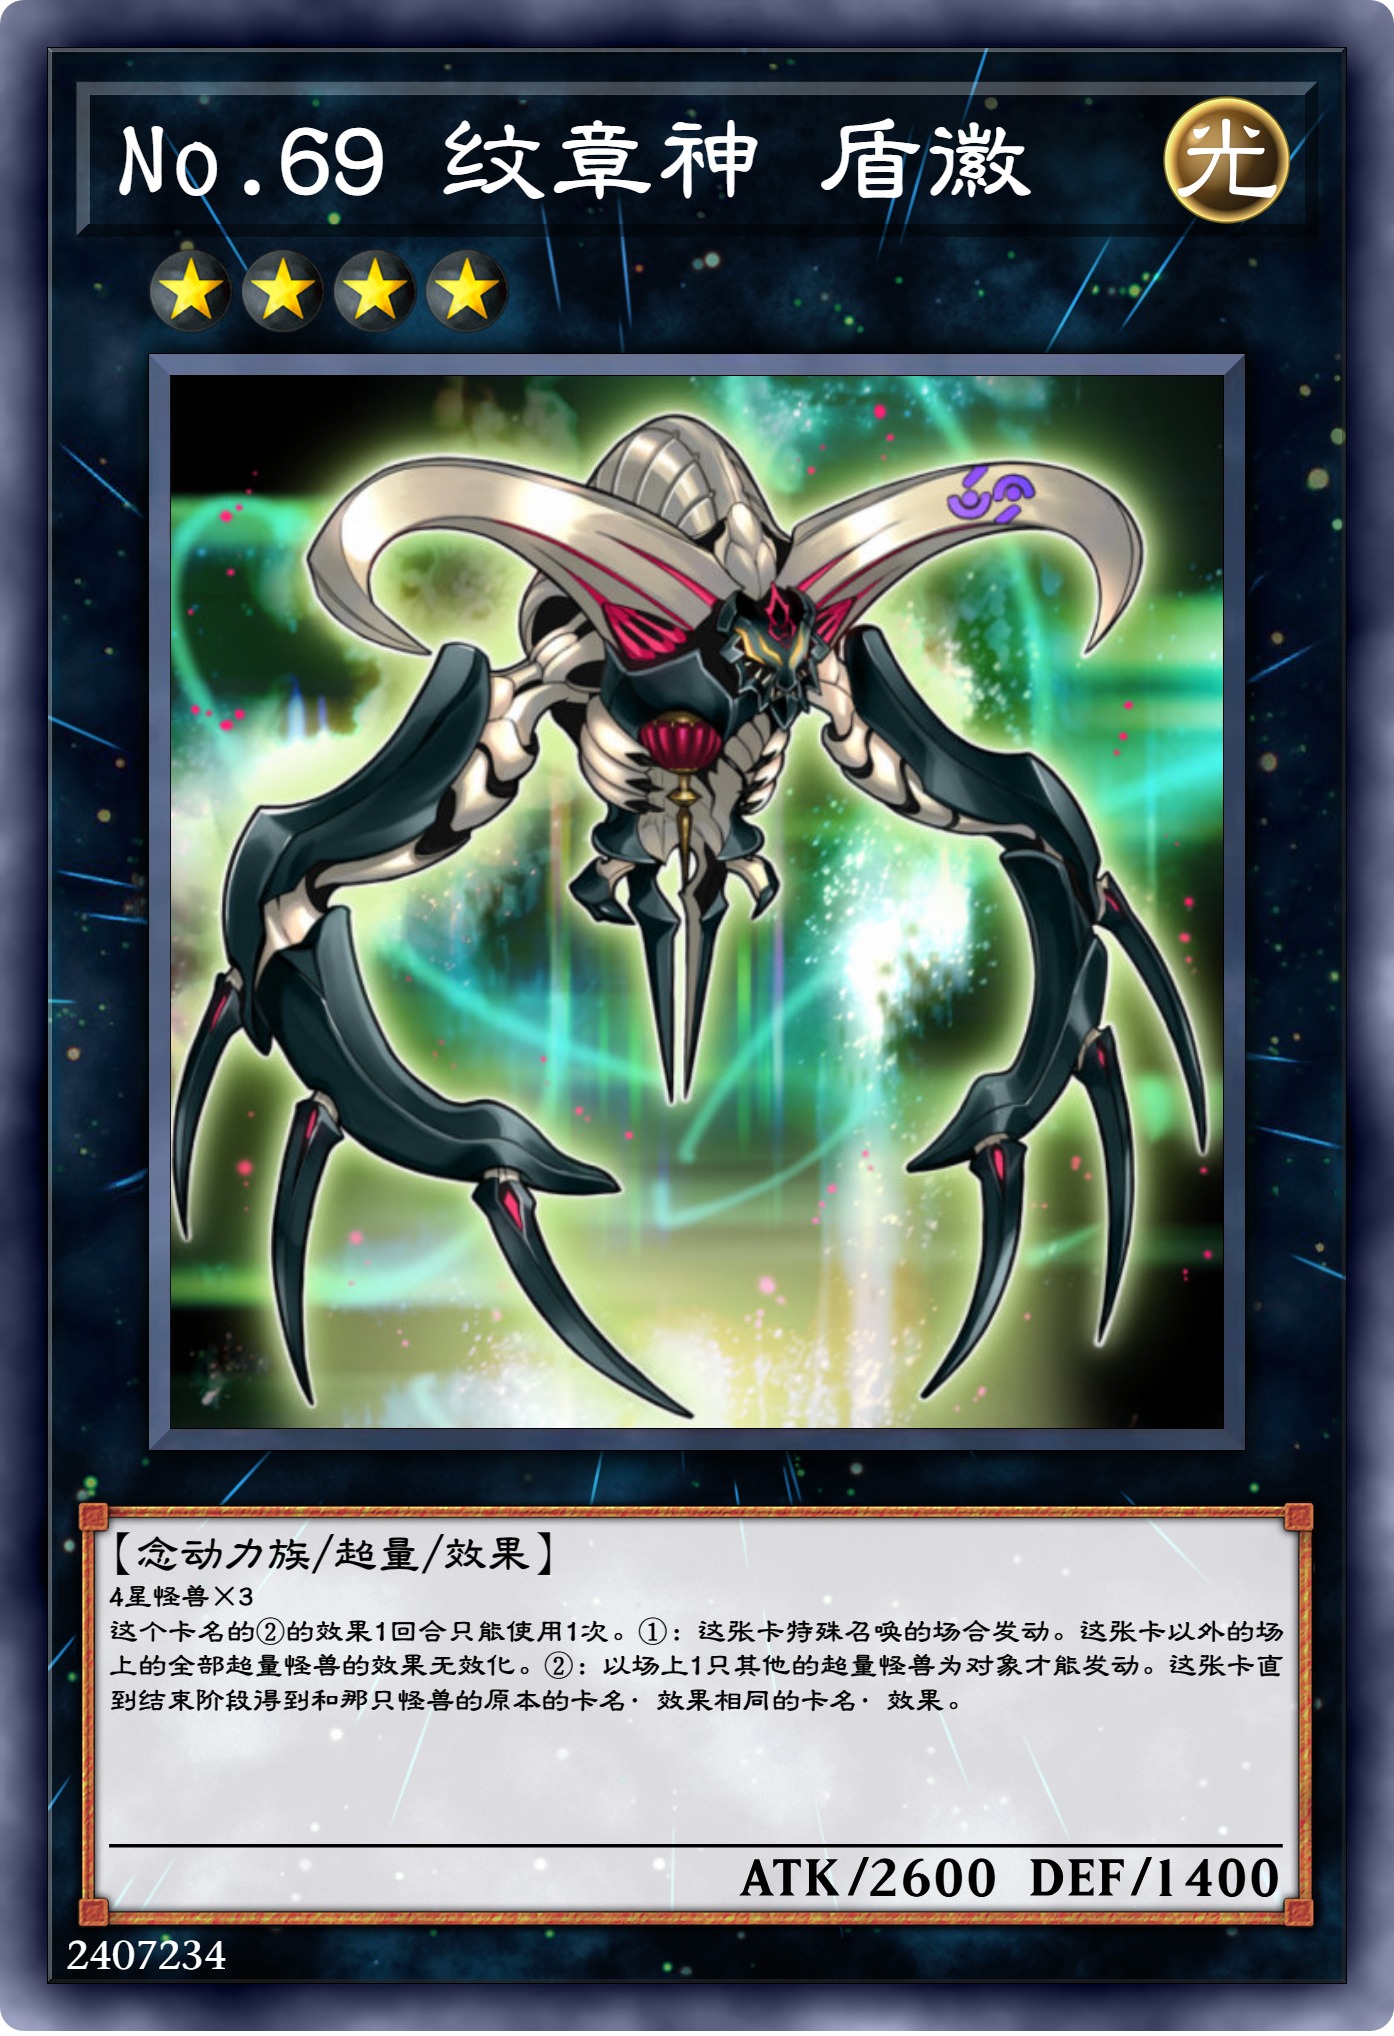 No.69 纹章神 盾徽
光
【念动力族/超量/效果】
4星怪兽×3
这个卡名的②的效果1回合只能使用1次。①：这张卡特殊召唤的场合发动。这张卡以外的场
上的全部超量怪兽的效果无效化。②：以场上1只其他的超量怪兽为对象才能发动。这张卡直
到结束阶段得到和那只怪兽的原本的卡名·效果相同的卡名·效果。
ATK/2600 DEF/1400
2407234